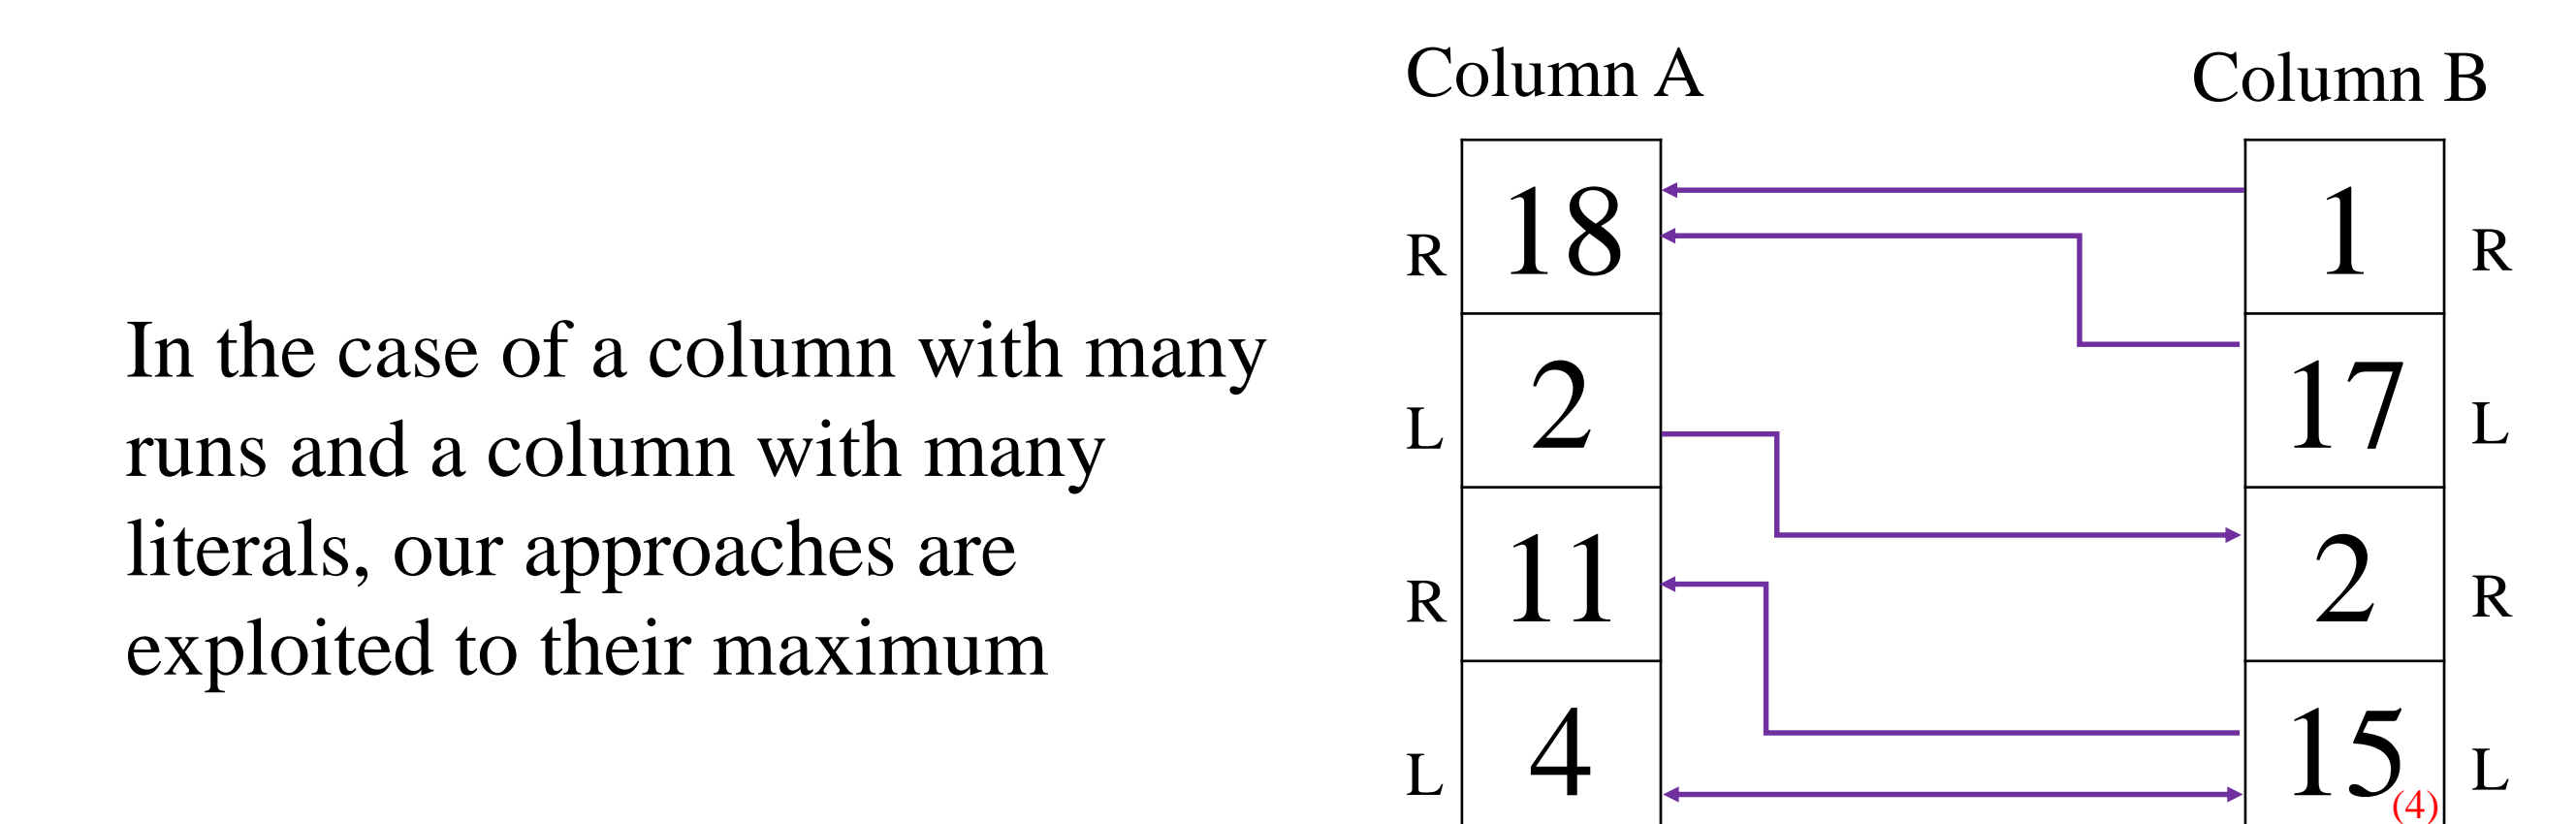 Column A
Column B
In the case of a column with many
runs and a column with many
literals, our approaches are
exploited to their maximum
R 18
1 R
L 2
17 L
R 11
2 R
L 4
15 (4) L